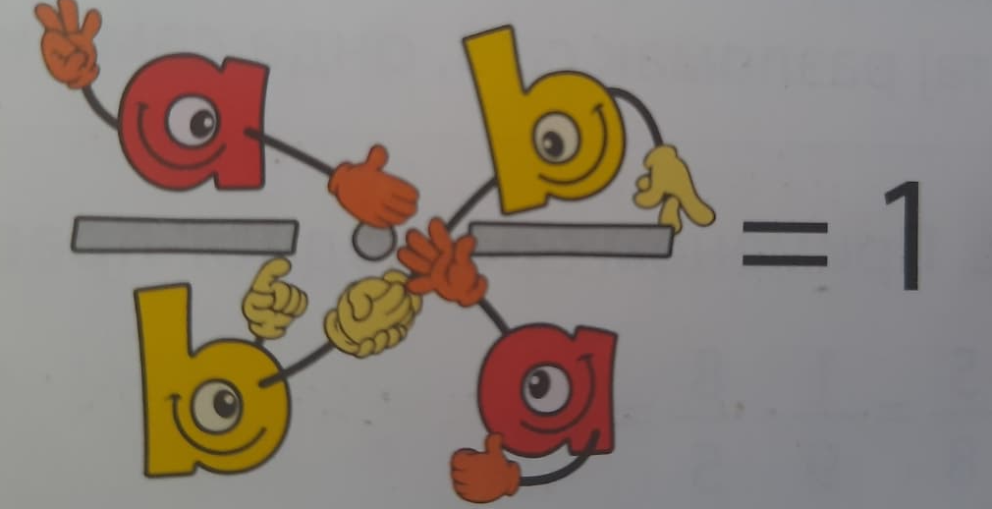 a/b · b/a = 1